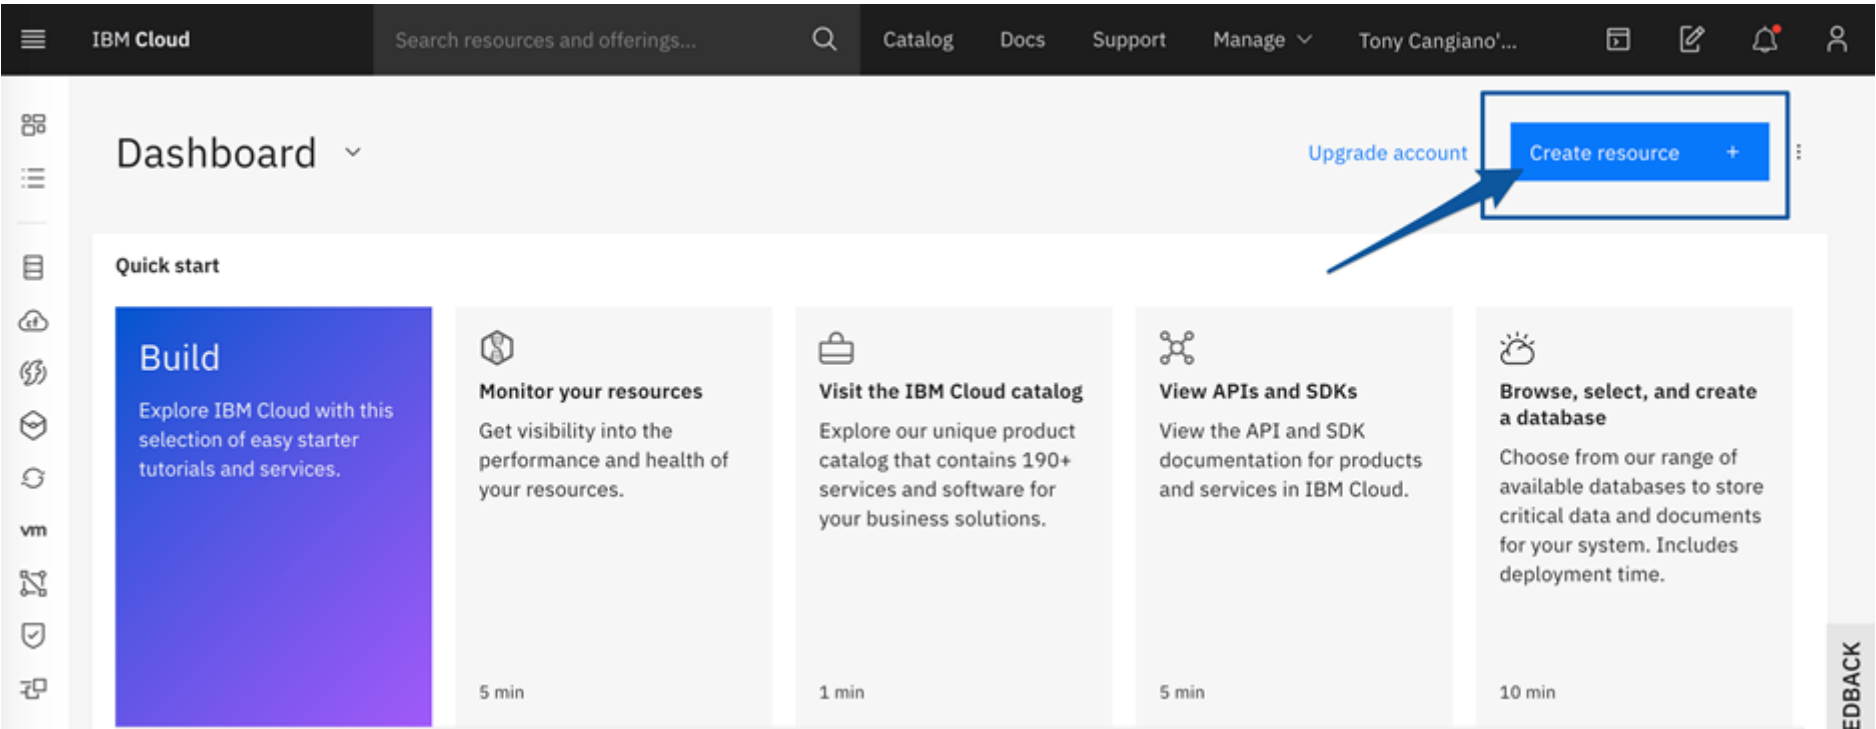 IBM Cloud
Search resources and offerings...
Catalog
Docs
Support
Manage
Tony Cangiano'...
Dashboard
Upgrade account
Create resource +
Quick start
Build
Explore IBM Cloud with this
selection of easy starter
tutorials and services.
Monitor your resources
Get visibility into the
performance and health of
your resources.
5 min
Visit the IBM Cloud catalog
Explore our unique product
catalog that contains 190+
services and software for
your business solutions.
1 min
View APIs and SDKs
View the API and SDK
documentation for products
and services in IBM Cloud.
5 min
Browse, select, and create
a database
Choose from our range of
available databases to store
critical data and documents
for your system. Includes
deployment time.
10 min
cf
vm
EDBACK